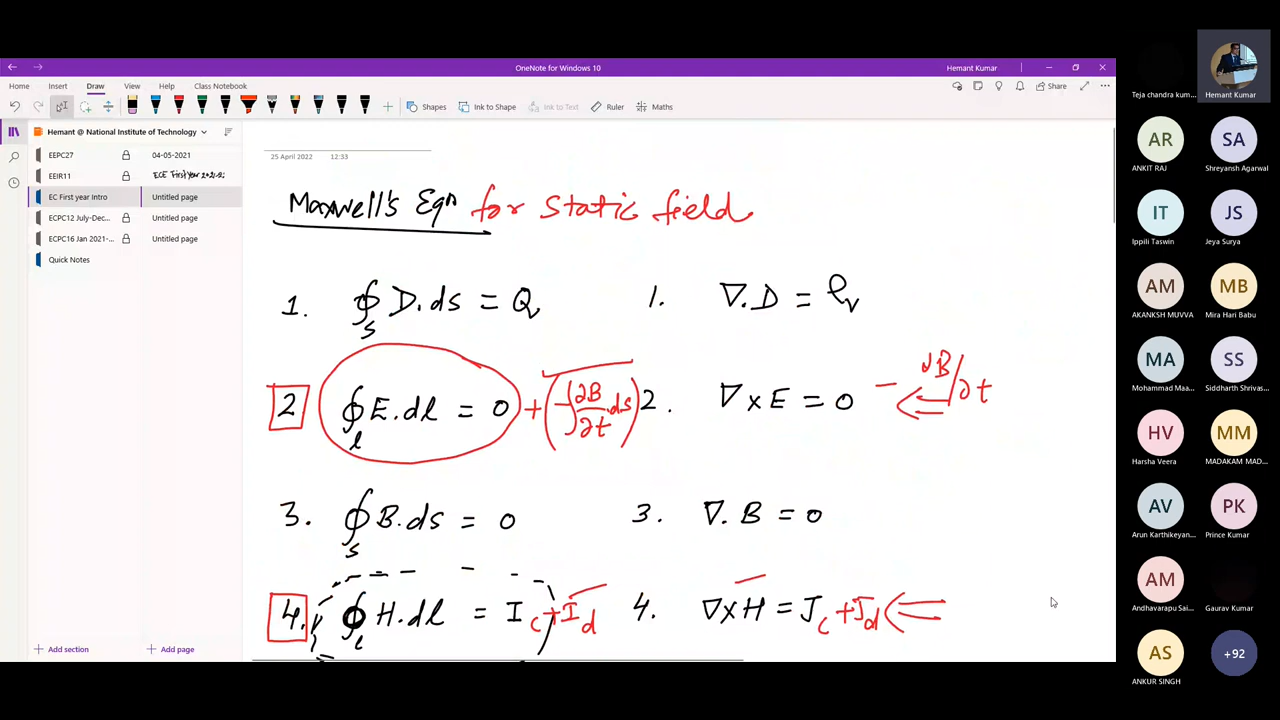 OneNote for Windows 10
Hemant Kumar
Home Insert Draw View Help Class Notebook
Share
Shapes Ink to Shape Ink to Text Ruler Maths
Hemant @ National Institute of Technology
EEPC27
04-05-2021
EEIR11
EC First year Intro
Untitled page
ECPC12 July-Dec...
Untitled page
ECPC16 Jan 2021-...
Untitled page
Quick Notes
Add section
Add page
25 April 2022 12:33
Maxwell's Eqn for static field
1. ∮s D.ds = Q
1. ∇.D = ρv
2 ∮l E.dl = 0 + (-∫∂B/∂t.ds)
2. ∇xE = 0 - ∂B/∂t
3. ∮s B.ds = 0
3. ∇.B = 0
4. ∮l H.dl = Ic+Id
4. ∇xH = Jc+Jd
Teja chandra kum...
Hemant Kumar
AR
ANKIT RAJ
SA
Shreyansh Agarwal
IT
Ippili Taswin
JS
Jeya Surya
AM
AKANKSH MUVVA
MB
Mira Hari Babu
MA
Mohammad Maa...
SS
Siddharth Shrivas...
HV
Harsha Veera
MM
MADAKAM MAD...
AV
Arun Karthikeyan...
PK
Prince Kumar
AM
Andhavarapu Sai...
Gaurav Kumar
AS
ANKUR SINGH
+92